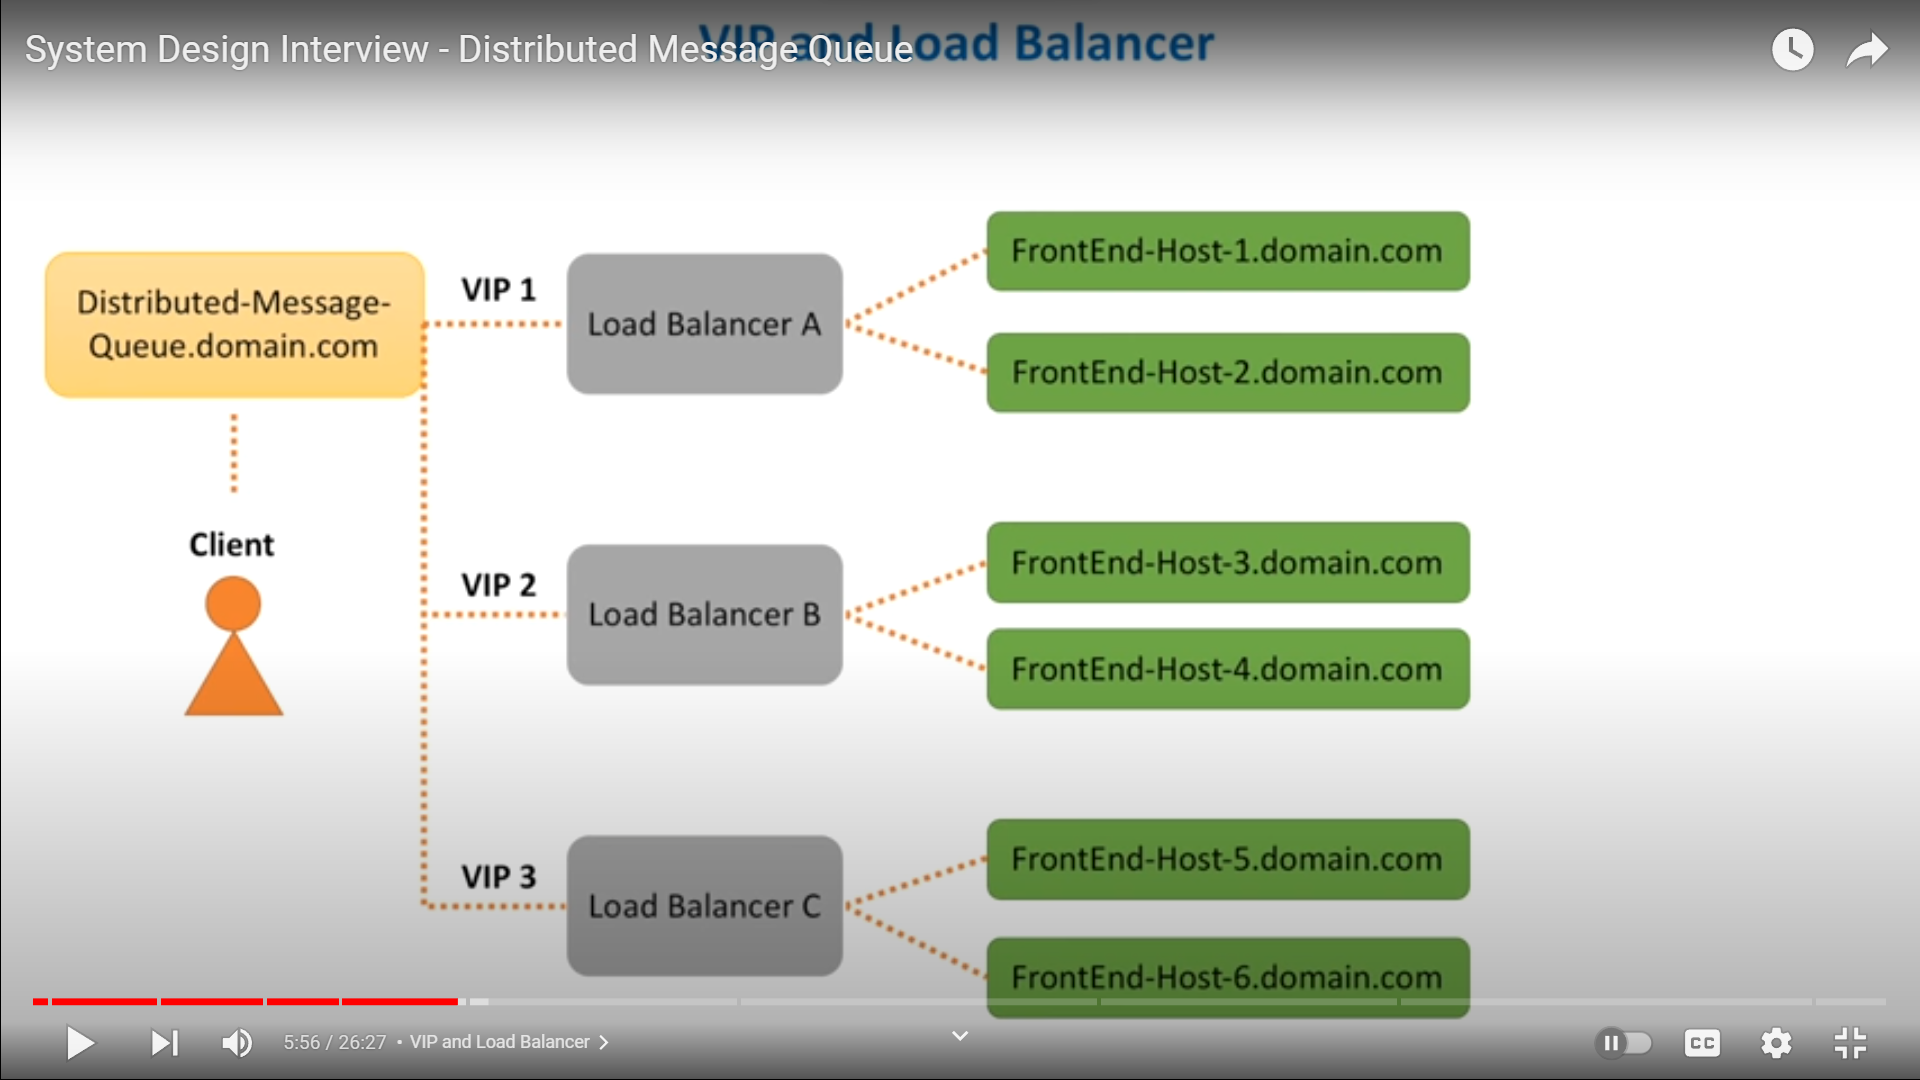 VIP and Load Balancer
System Design Interview - Distributed Message Queue
Distributed-Message-
Queue.domain.com
Client
VIP 1
Load Balancer A
FrontEnd-Host-1.domain.com
FrontEnd-Host-2.domain.com
VIP 2
Load Balancer B
FrontEnd-Host-3.domain.com
FrontEnd-Host-4.domain.com
VIP 3
Load Balancer C
FrontEnd-Host-5.domain.com
FrontEnd-Host-6.domain.com
5:56 / 26:27 • VIP and Load Balancer
CC